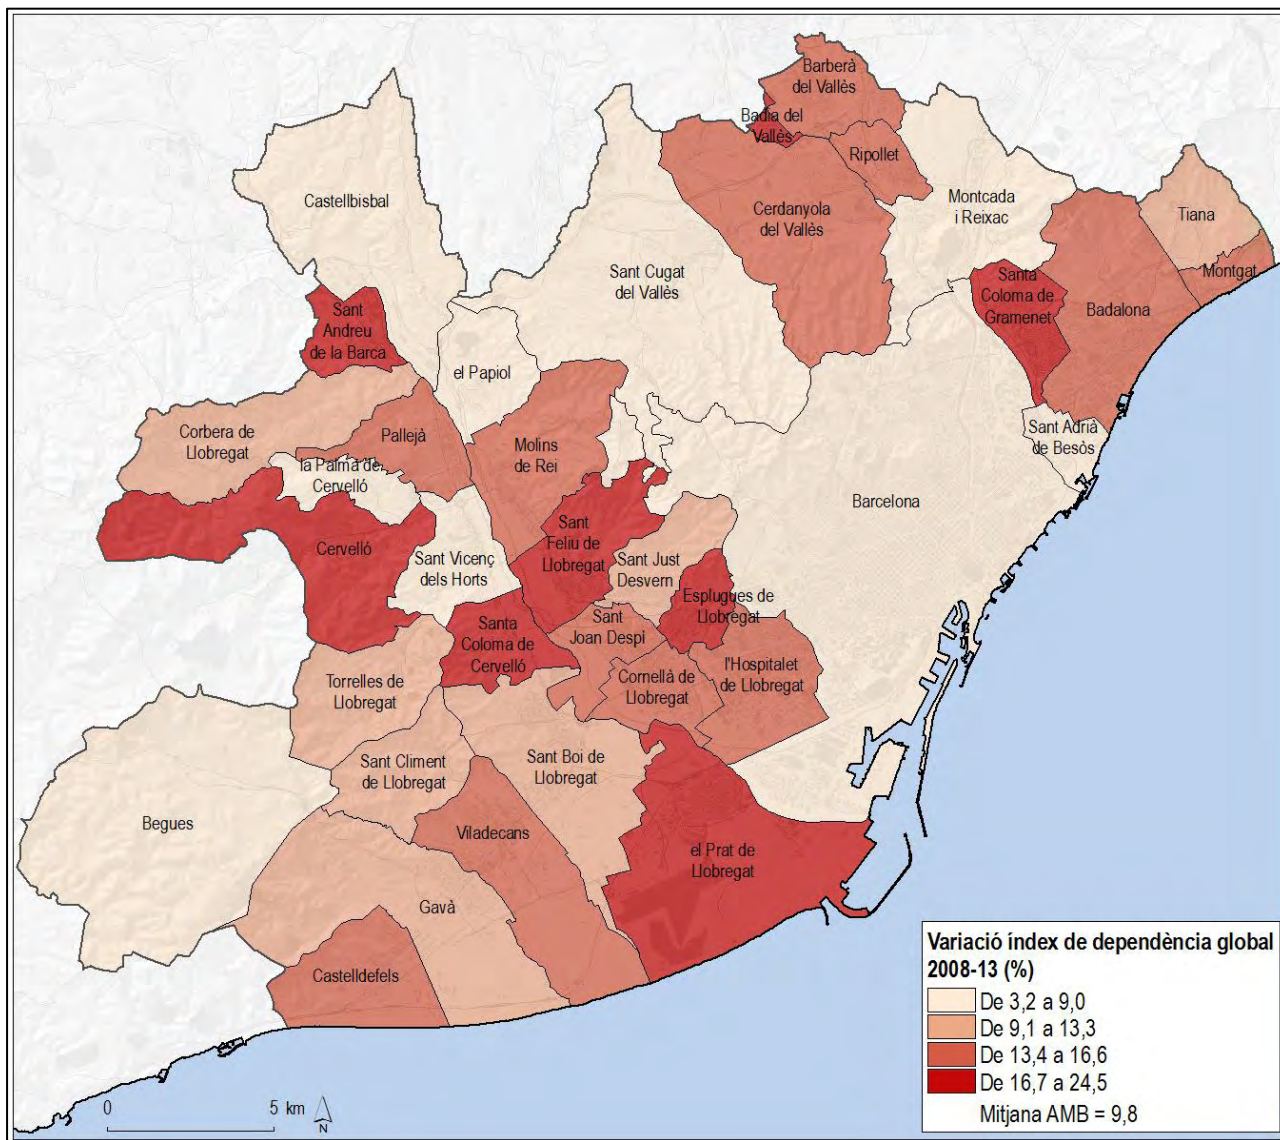 Barberà
del Vallès
Badia del
Vallès
Ripollet
Castellbisbal
Montcada
i Reixac
Cerdanyola
del Vallès
Tiana
Sant Cugat
del Vallès
Montgat
Santa
Coloma de
Gramenet
Badalona
Sant
Andreu
de la Barca
el Papiol
Corbera de
Llobregat
Pallejà
Molins
de Rei
Sant Adrià
de Besòs
la Palma de
Cervelló
Barcelona
Cervelló
Sant Vicenç
dels Horts
Sant
Feliu de
Llobregat
Sant Just
Desvern
Esplugues de
Llobregat
Santa
Coloma de
Cervelló
Sant
Joan Despí
Torrelles de
Llobregat
Cornellà de
Llobregat
l'Hospitalet
de Llobregat
Sant Climent
de Llobregat
Sant Boi de
Llobregat
Begues
Viladecans
el Prat de
Llobregat
Gavà
Castelldefels
Variació índex de dependència global
2008-13 (%)
De 3,2 a 9,0
De 9,1 a 13,3
De 13,4 a 16,6
De 16,7 a 24,5
Mitjana AMB = 9,8
0 5 km
N